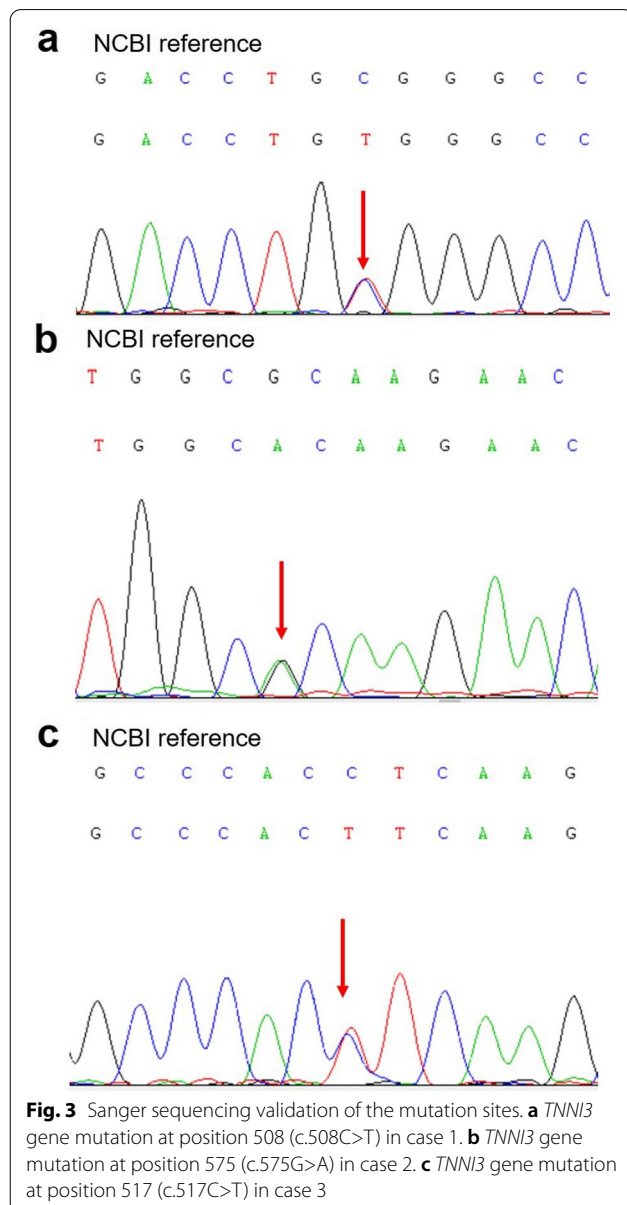 a NCBI reference
G A C C T G C G G G C C
G A C C T G T G G G C C
b NCBI reference
T G G C G C A A G A A C
T G G C A C A A G A A C
c NCBI reference
G C C C A C C T C A A G
G C C C A C T T C A A G
Fig. 3 Sanger sequencing validation of the mutation sites. a TNNI3
gene mutation at position 508 (c.508C>T) in case 1. b TNNI3 gene
mutation at position 575 (c.575G>A) in case 2. c TNNI3 gene mutation
at position 517 (c.517C>T) in case 3